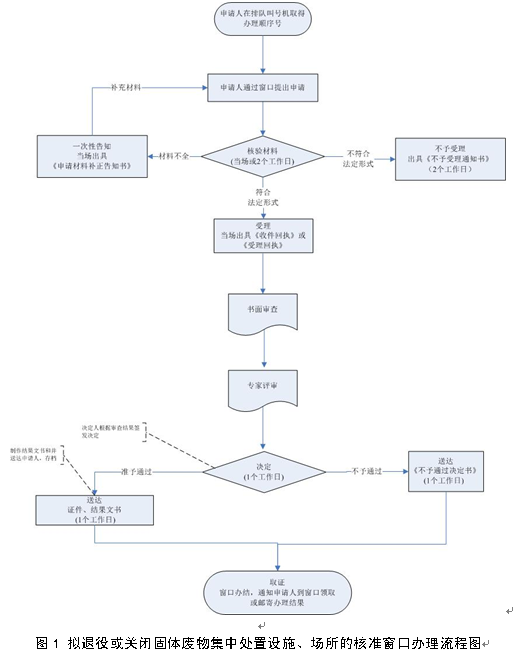 申请人在排队叫号机取得
办理顺序号
申请人通过窗口提出申请
补充材料
一次性告知
当场出具
《申请材料补正告知书》
材料不全
核验材料
(当场或2个工作日)
不符合
法定形式
不予受理
出具《不予受理通知书》
(2个工作日)
符合
法定形式
受理
当场出具《收件回执》或
《受理回执》
书面审查
专家评审
决定人根据审查结果签
发决定
制作结果文书和并
送达申请人，存档
准予通过
决定
(1个工作日)
不予通过
送达
《不予通过决定书》
(1个工作日)
送达
证件、结果文书
(1个工作日)
取证
窗口办结，通知申请人到窗口领取
或邮寄办理结果
图 1 拟退役或关闭固体废物集中处置设施、场所的核准窗口办理流程图